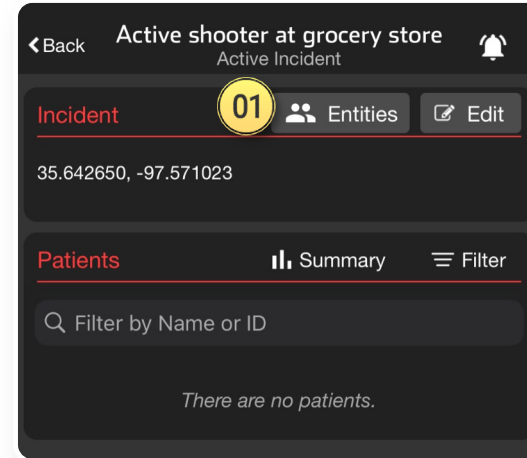 Back
Active shooter at grocery store
Active Incident
Incident
01
Entities
Edit
35.642650, -97.571023
Patients
Summary
Filter
Filter by Name or ID
There are no patients.